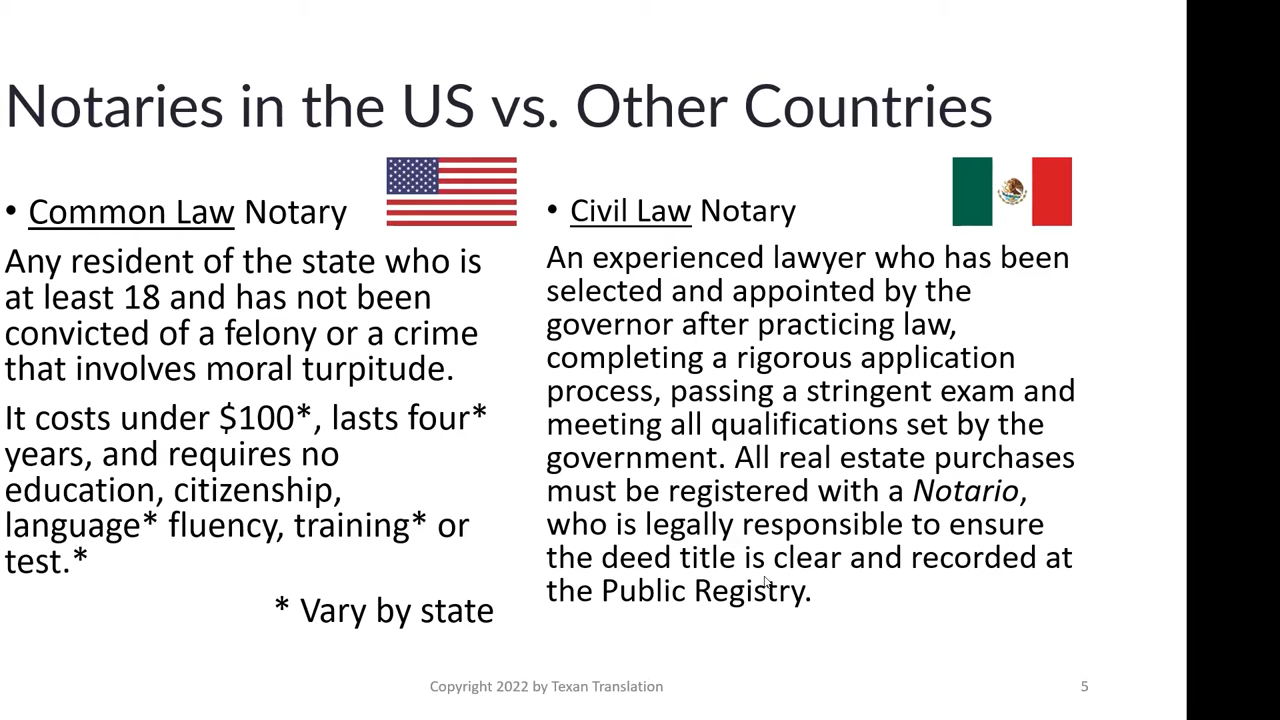 Notaries in the US vs. Other Countries
• Common Law Notary
Any resident of the state who is
at least 18 and has not been
convicted of a felony or a crime
that involves moral turpitude.
It costs under $100*, lasts four*
years, and requires no
education, citizenship,
language* fluency, training* or
test.*
* Vary by state
• Civil Law Notary
An experienced lawyer who has been
selected and appointed by the
governor after practicing law,
completing a rigorous application
process, passing a stringent exam and
meeting all qualifications set by the
government. All real estate purchases
must be registered with a Notario,
who is legally responsible to ensure
the deed title is clear and recorded at
the Public Registry.
Copyright 2022 by Texan Translation
5